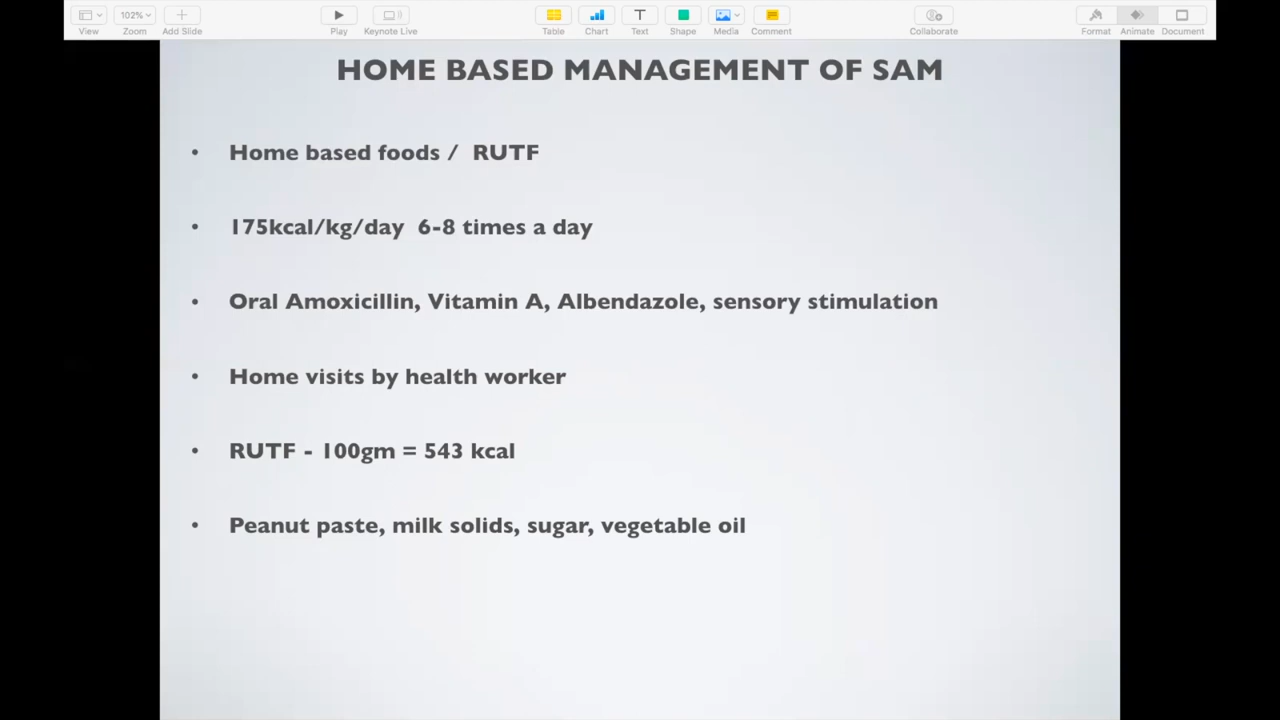 View
102%
Zoom
Add Slide
Play
Keynote Live
Table
Chart
Text
Shape
Media
Comment
Collaborate
Format
Animate
Document
HOME BASED MANAGEMENT OF SAM
• Home based foods / RUTF
• 175kcal/kg/day 6-8 times a day
• Oral Amoxicillin, Vitamin A, Albendazole, sensory stimulation
• Home visits by health worker
• RUTF - 100gm = 543 kcal
• Peanut paste, milk solids, sugar, vegetable oil